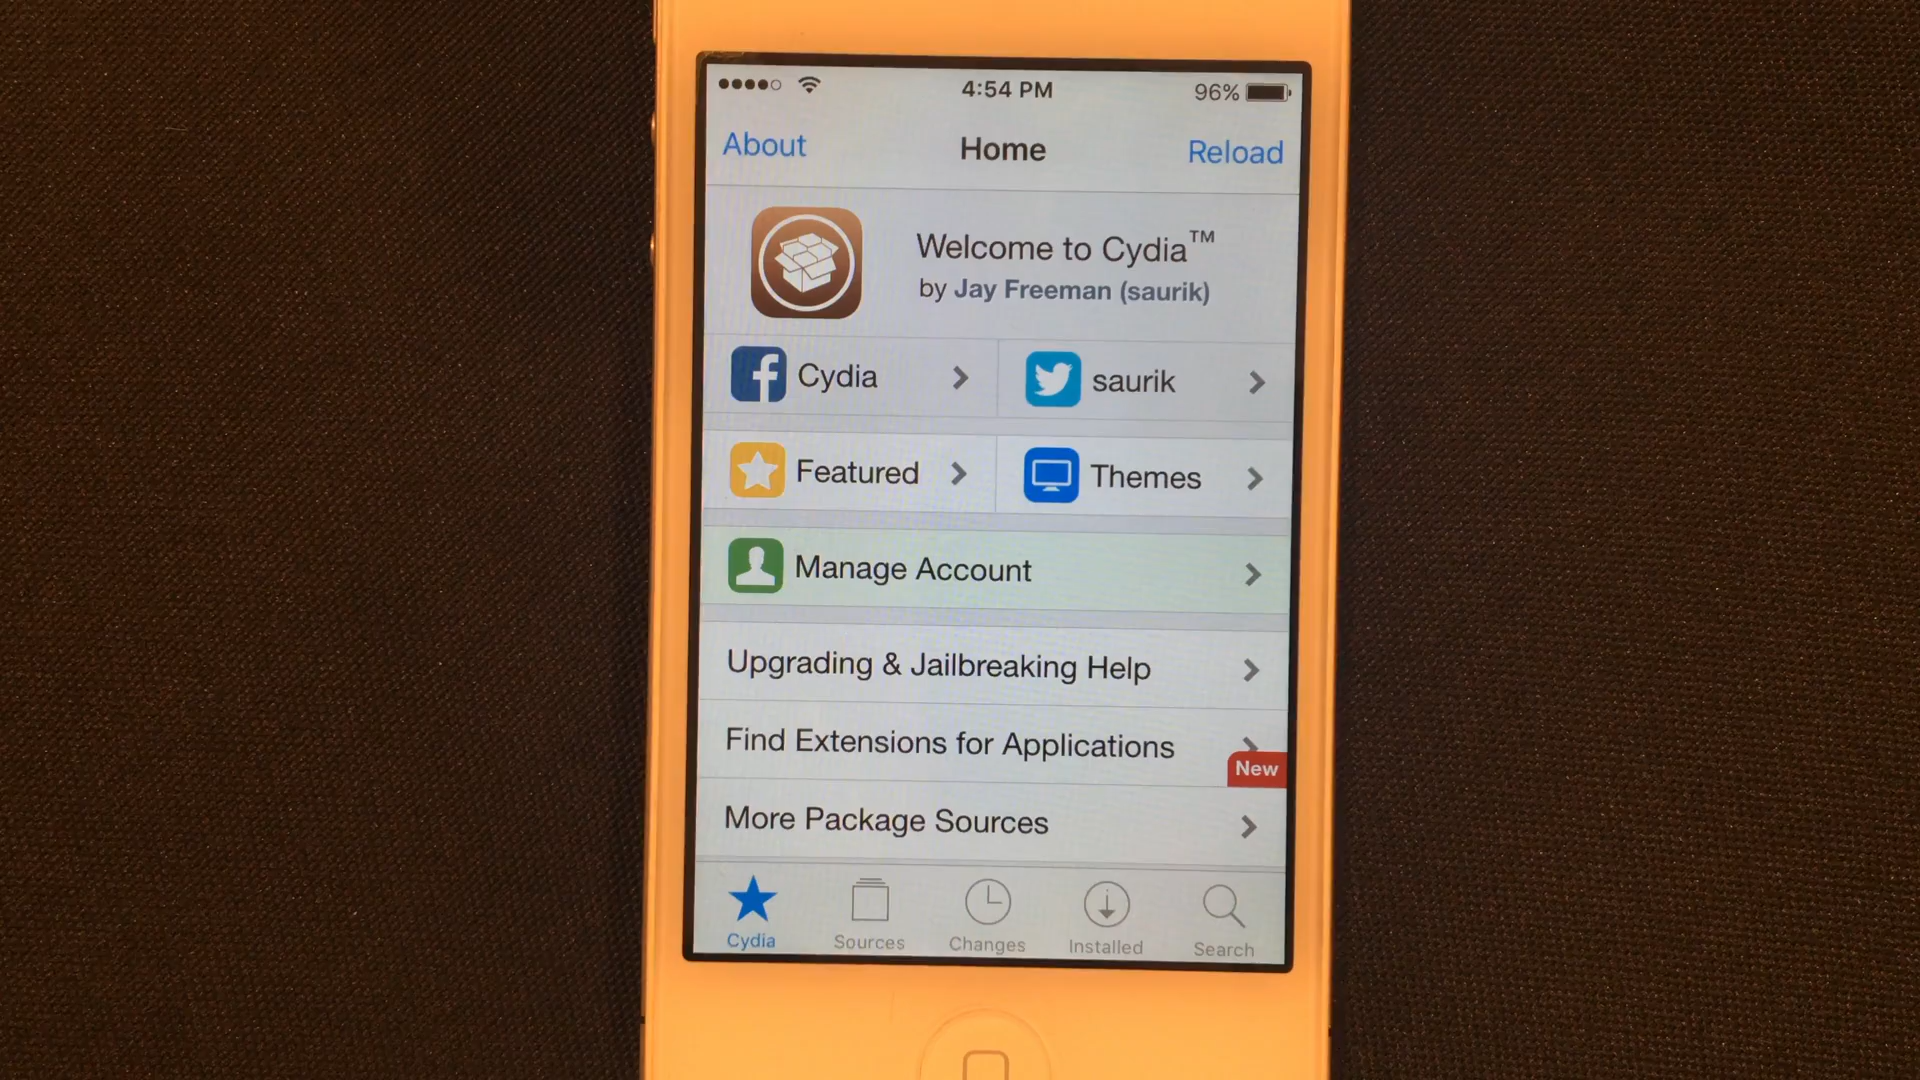 4:54 PM
96%
About
Home
Reload
Welcome to Cydia™
by Jay Freeman (saurik)
Cydia
saurik
Featured
Themes
Manage Account
Upgrading & Jailbreaking Help
Find Extensions for Applications
New
More Package Sources
Cydia
Sources
Changes
Installed
Search